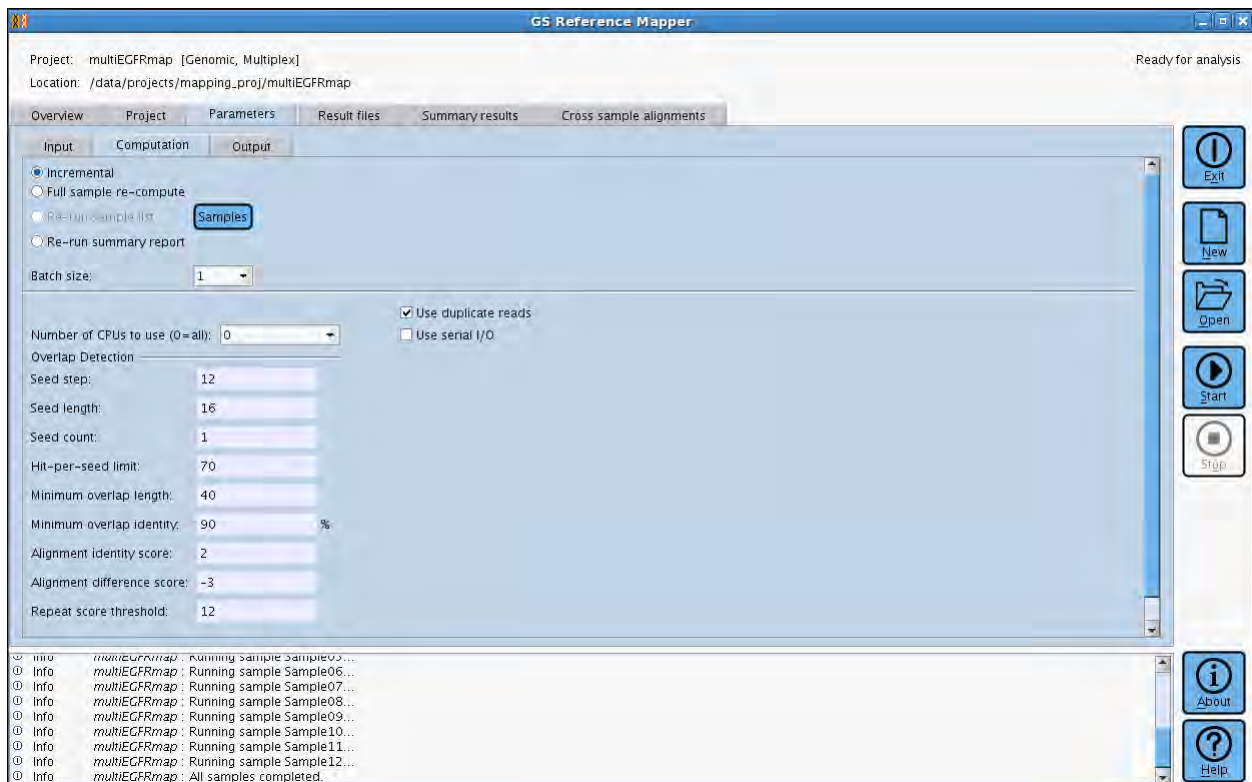 GS Reference Mapper
Project: multiEGFRmap [Genomic, Multiplex]
Ready for analysis
Location: /data/projects/mapping_proj/multiEGFRmap
Overview Project Parameters Result files Summary results Cross sample alignments
Input Computation Output
Incremental
Full sample re-compute
Re-run sample list Samples
Re-run summary report
Batch size: 1
Use duplicate reads
Number of CPUs to use (0=all): 0
Use serial I/O
Overlap Detection
Seed step: 12
Seed length: 16
Seed count: 1
Hit-per-seed limit: 70
Minimum overlap length: 40
Minimum overlap identity: 90 %
Alignment identity score: 2
Alignment difference score: -3
Repeat score threshold: 12
Exit
New
Open
Start
Stop
Info multiEGFRmap : Running sample Sample05...
Info multiEGFRmap : Running sample Sample06...
Info multiEGFRmap : Running sample Sample07...
Info multiEGFRmap : Running sample Sample08...
Info multiEGFRmap : Running sample Sample09...
Info multiEGFRmap : Running sample Sample10...
Info multiEGFRmap : Running sample Sample11...
Info multiEGFRmap : Running sample Sample12...
Info multiEGFRmap : All samples completed.
About
Help